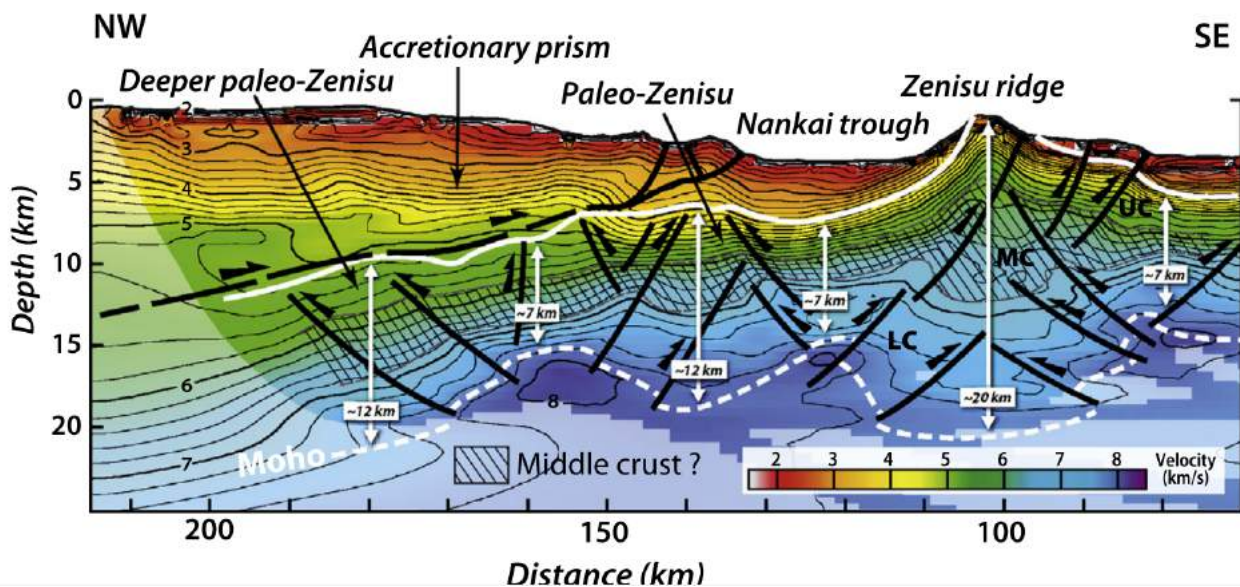 NW
SE
Accretionary prism
Deeper paleo-Zenisu
Paleo-Zenisu
Zenisu ridge
Nankai trough
0
5
10
15
20
Depth (km)
2
3
4
5
6
7
8
UC
MC
LC
~7 km
~7 km
~7 km
~12 km
~12 km
~20 km
Moho
Middle crust ?
2 3 4 5 6 7 8
Velocity
(km/s)
200 150 100
Distance (km)